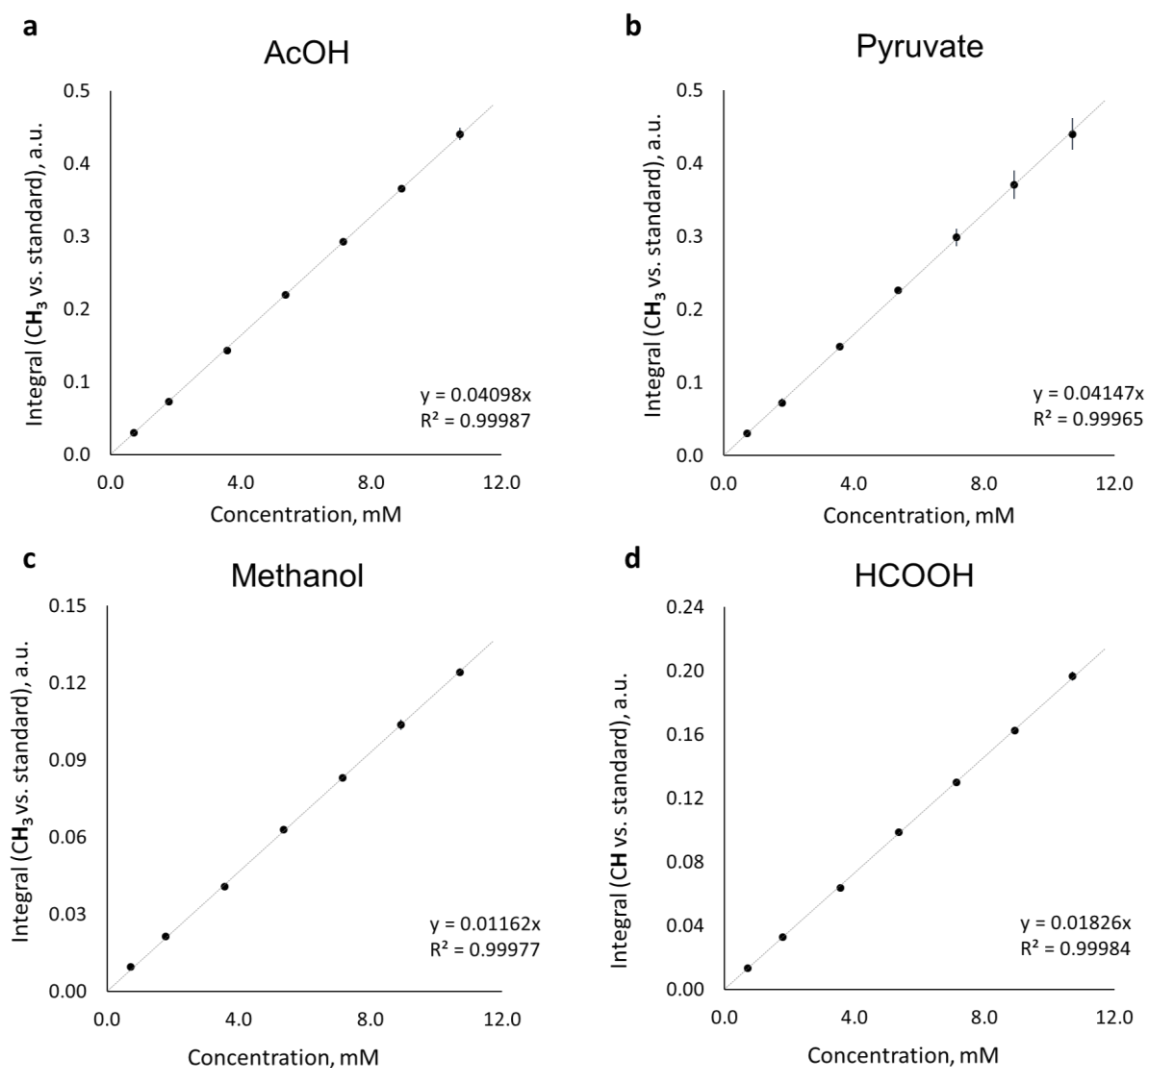 a
AcOH
Integral (CH₃ vs. standard), a.u.
0.5
0.4
0.3
0.2
0.1
0.0
y = 0.04098x
R² = 0.99987
0.0 4.0 8.0 12.0
Concentration, mM
b
Pyruvate
Integral (CH₃ vs. standard), a.u.
0.5
0.4
0.3
0.2
0.1
0.0
y = 0.04147x
R² = 0.99965
0.0 4.0 8.0 12.0
Concentration, mM
c
Methanol
Integral (CH₃ vs. standard), a.u.
0.15
0.12
0.09
0.06
0.03
0.00
y = 0.01162x
R² = 0.99977
0.0 4.0 8.0 12.0
Concentration, mM
d
HCOOH
Integral (CH vs. standard), a.u.
0.24
0.20
0.16
0.12
0.08
0.04
0.00
y = 0.01826x
R² = 0.99984
0.0 4.0 8.0 12.0
Concentration, mM